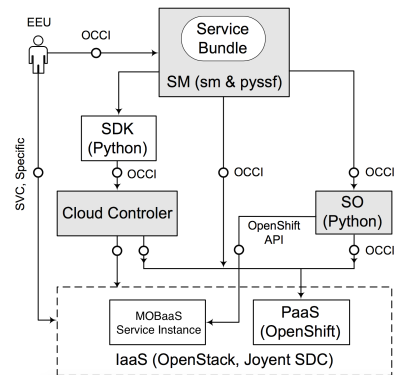 EEU
OCCI
Service
Bundle
SM (sm & pyssf)
SDK
(Python)
OCCI
OCCI
OCCI
SVC, Specific
Cloud Controler
OpenShift
API
SO
(Python)
OCCI
MOBaaS
Service Instance
PaaS
(OpenShift)
IaaS (OpenStack, Joyent SDC)